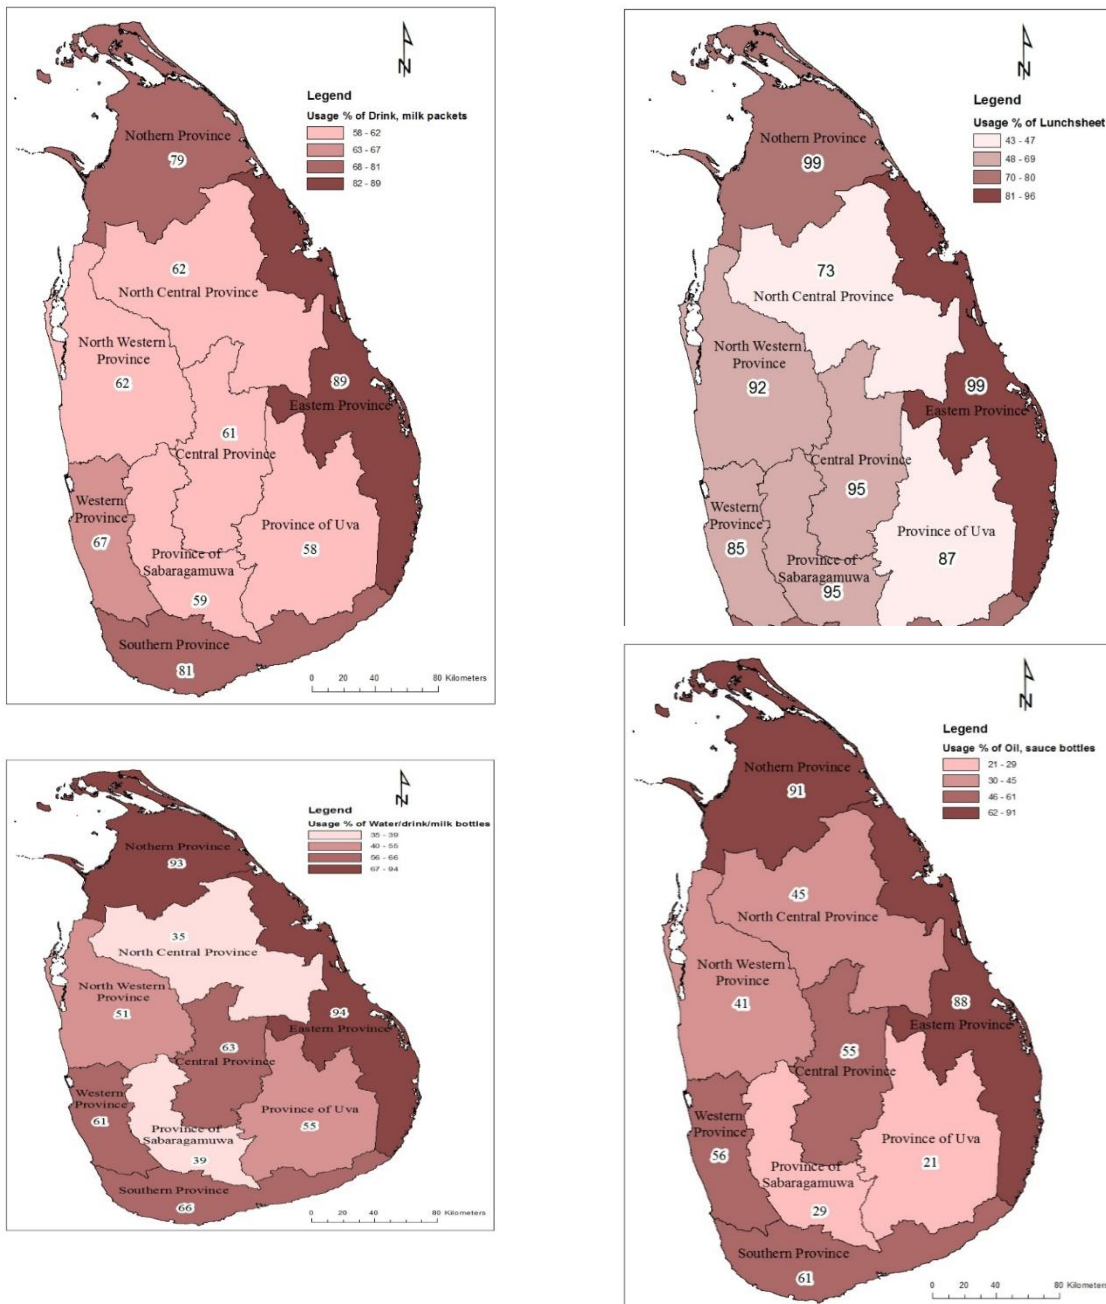 N
Legend
Usage % of Drink, milk packets
58 - 62
63 - 67
68 - 81
82 - 89
Nothern Province
79
62
North Central Province
North Western
Province
62
89
Eastern Province
61
Central Province
Western
Province
67
Province of Uva
58
Province of
Sabaragamuwa
59
Southern Province
81
0 20 40 80 Kilometers
N
Legend
Usage % of Lunchsheet
43 - 47
48 - 69
70 - 80
81 - 96
Nothern Province
99
73
North Central Province
North Western
Province
92
99
Eastern Province
Central Province
95
Western
Province
85
Province of Uva
87
Province of
Sabaragamuwa
95
N
Legend
Usage % of Water/drink/milk bottles
35 - 39
40 - 55
56 - 66
67 - 94
Nothern Province
93
35
North Central Province
North Western
Province
51
94
Eastern Province
63
Central Province
Western
Province
61
Province of Uva
55
Province of
Sabaragamuwa
39
Southern Province
66
0 20 40 80 Kilometers
N
Legend
Usage % of Oil, sauce bottles
21 - 29
30 - 45
46 - 61
62 - 91
Nothern Province
91
45
North Central Province
North Western
Province
41
88
Eastern Province
55
Central Province
Western
Province
56
Province of Uva
21
Province of
Sabaragamuwa
29
Southern Province
61
0 20 40 80 Kilometers